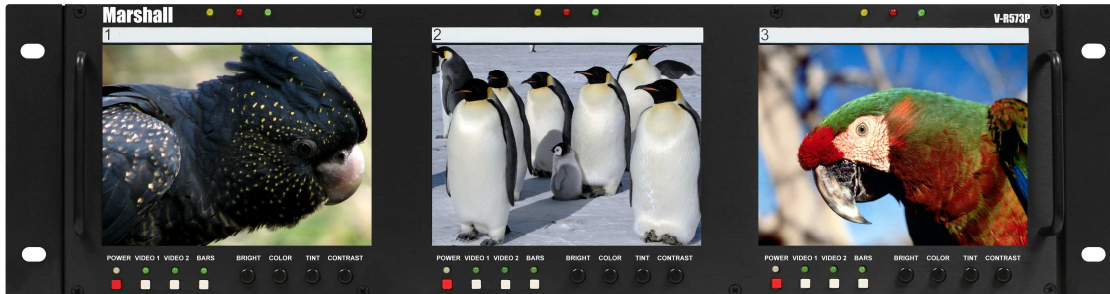 Marshall
V-R573P
1
2
3
POWER VIDEO 1 VIDEO 2 BARS BRIGHT COLOR TINT CONTRAST
POWER VIDEO 1 VIDEO 2 BARS BRIGHT COLOR TINT CONTRAST
POWER VIDEO 1 VIDEO 2 BARS BRIGHT COLOR TINT CONTRAST